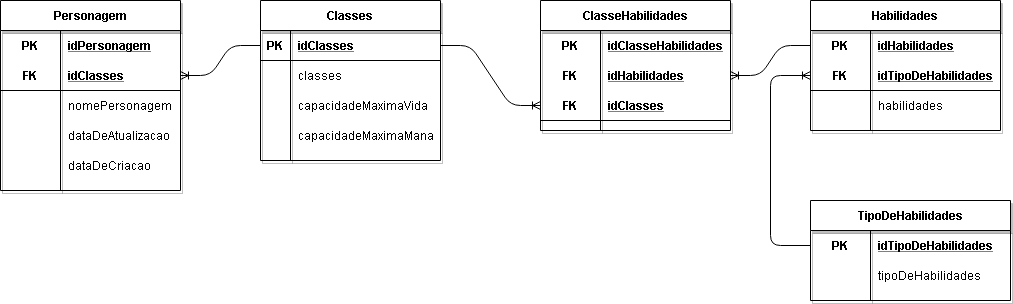 Personagem
PK idPersonagem
FK idClasses
nomePersonagem
dataDeAtualizacao
dataDeCriacao
Classes
PK idClasses
classes
capacidadeMaximaVida
capacidadeMaximaMana
ClasseHabilidades
PK idClasseHabilidades
FK idHabilidades
FK idClasses
Habilidades
PK idHabilidades
FK idTipoDeHabilidades
habilidades
TipoDeHabilidades
PK idTipoDeHabilidades
tipoDeHabilidades